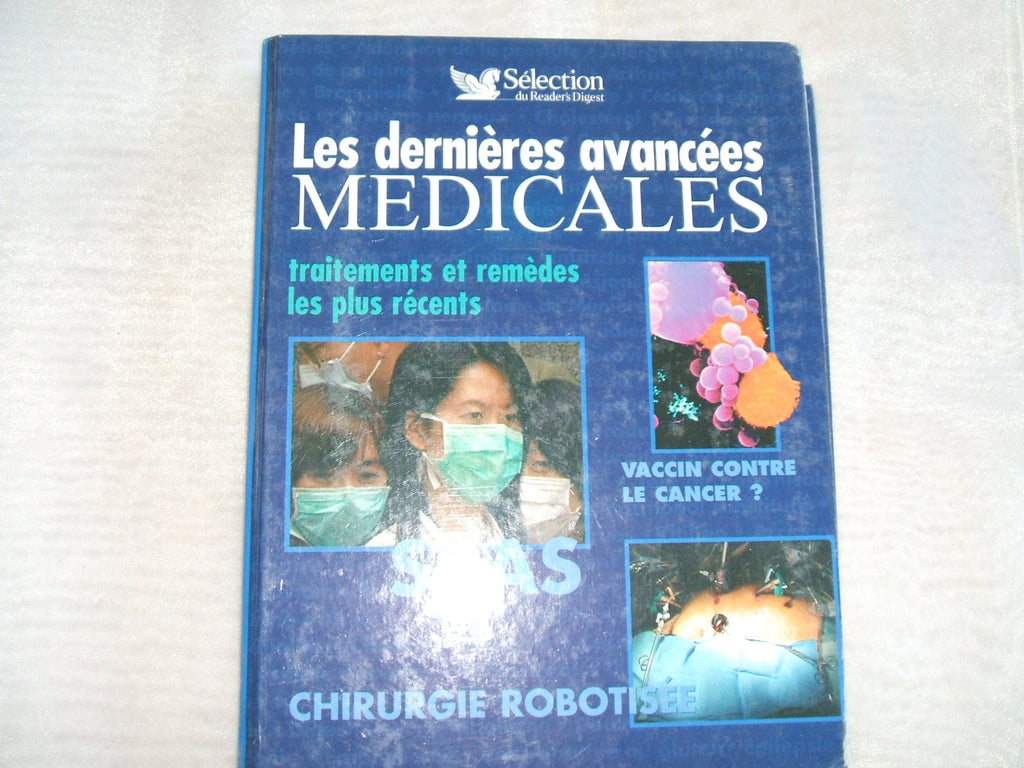 Sélection
du Reader's Digest
Les dernières avancées
MEDICALES
traitements et remèdes
les plus récents
VACCIN CONTRE
LE CANCER ?
CHIRURGIE ROBOTISÉE